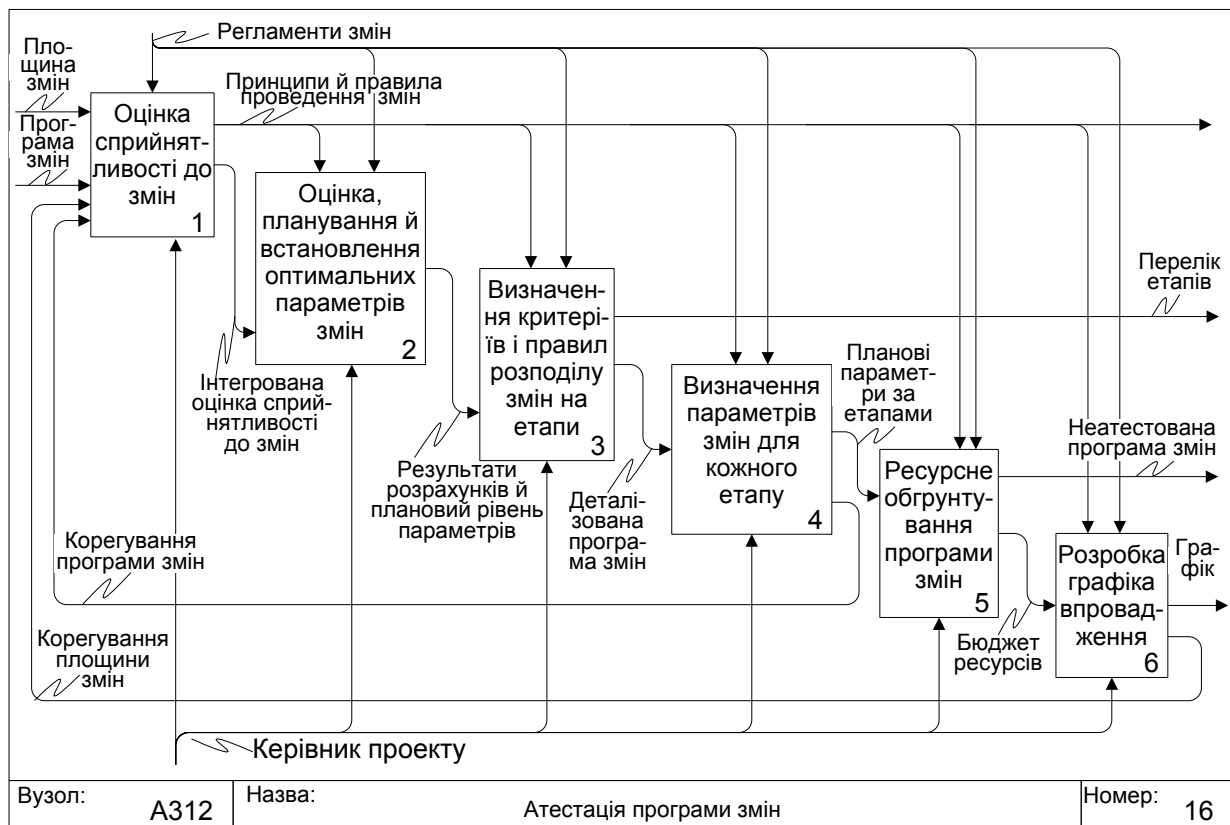 Регламенти змін
Пло-
щина
змін
Прог-
рама
змін
Принципи й правила
проведення змін
Оцінка
сприйнят-
ливості до
змін
1
Оцінка,
планування й
встановлення
оптимальних
параметрів
змін
2
Інтегрована
оцінка сприй-
нятливості
до змін
Визначен-
ня критері-
їв і правил
розподілу
змін на
етапи
3
Перелік
етапів
Результати
розрахунків й
плановий рівень
параметрів
Визначення
параметрів
змін для
кожного
етапу
4
Планові
парамет-
ри за
етапами
Деталі-
зована
програ-
ма змін
Ресурсне
обгрунту-
вання
програми
змін
5
Неатестована
програма змін
Розробка
графіка
впровад-
ження
6
Гра-
фік
Бюджет
ресурсів
Корегування
програми змін
Корегування
площини
змін
Керівник проекту
Вузол:
А312
Назва:
Атестація програми змін
Номер:
16